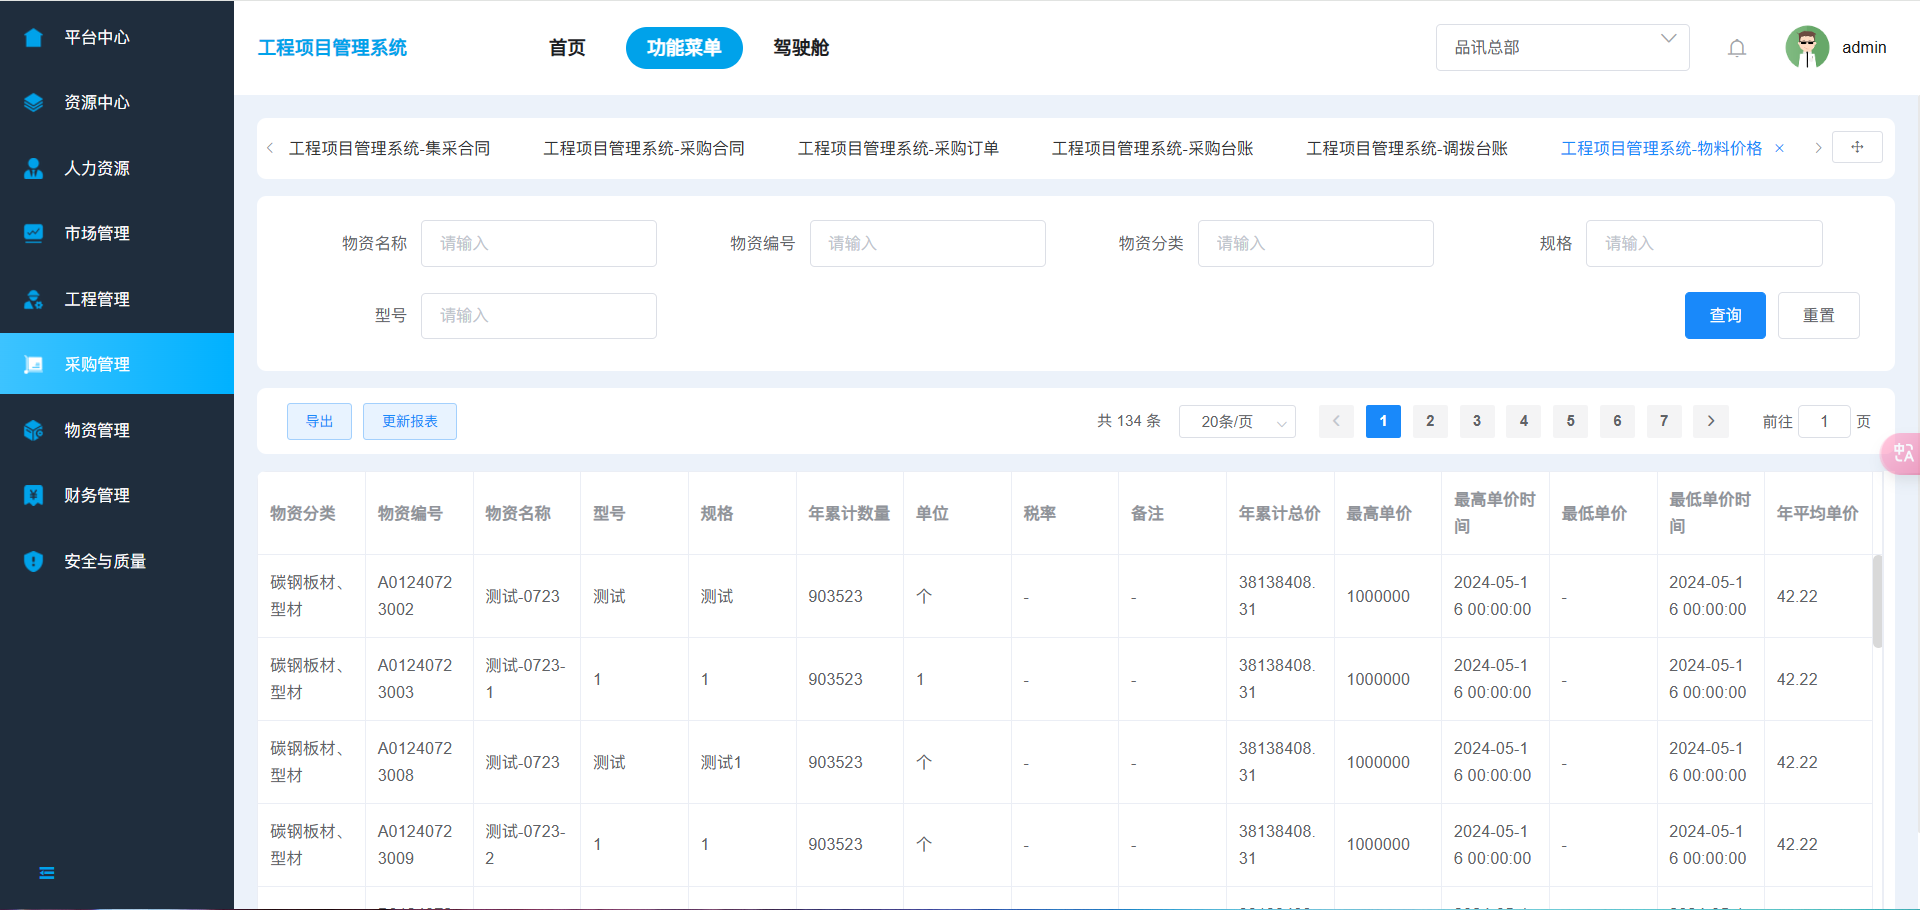 平台中心
资源中心
人力资源
市场管理
工程管理
采购管理
物资管理
财务管理
安全与质量
工程项目管理系统
首页
功能菜单
驾驶舱
品讯总部
admin
工程项目管理系统-集采合同
工程项目管理系统-采购合同
工程项目管理系统-采购订单
工程项目管理系统-采购台账
工程项目管理系统-调拨台账
工程项目管理系统-物料价格
物资名称 请输入
物资编号 请输入
物资分类 请输入
规格 请输入
型号 请输入
查询
重置
导出
更新报表
共 134 条
20条/页
1 2 3 4 5 6 7
前往 1 页
中A
物资分类 物资编号 物资名称 型号 规格 年累计数量 单位 税率 备注 年累计总价 最高单价 最高单价时间 最低单价 最低单价时间 年平均单价
碳钢板材、型材 A01240723002 测试-0723 测试 测试 903523 个 - - 38138408.31 1000000 2024-05-16 00:00:00 - 2024-05-16 00:00:00 42.22
碳钢板材、型材 A01240723003 测试-0723-1 1 1 903523 1 - - 38138408.31 1000000 2024-05-16 00:00:00 - 2024-05-16 00:00:00 42.22
碳钢板材、型材 A01240723008 测试-0723 测试 测试1 903523 个 - - 38138408.31 1000000 2024-05-16 00:00:00 - 2024-05-16 00:00:00 42.22
碳钢板材、型材 A01240723009 测试-0723-2 1 1 903523 个 - - 38138408.31 1000000 2024-05-16 00:00:00 - 2024-05-16 00:00:00 42.22